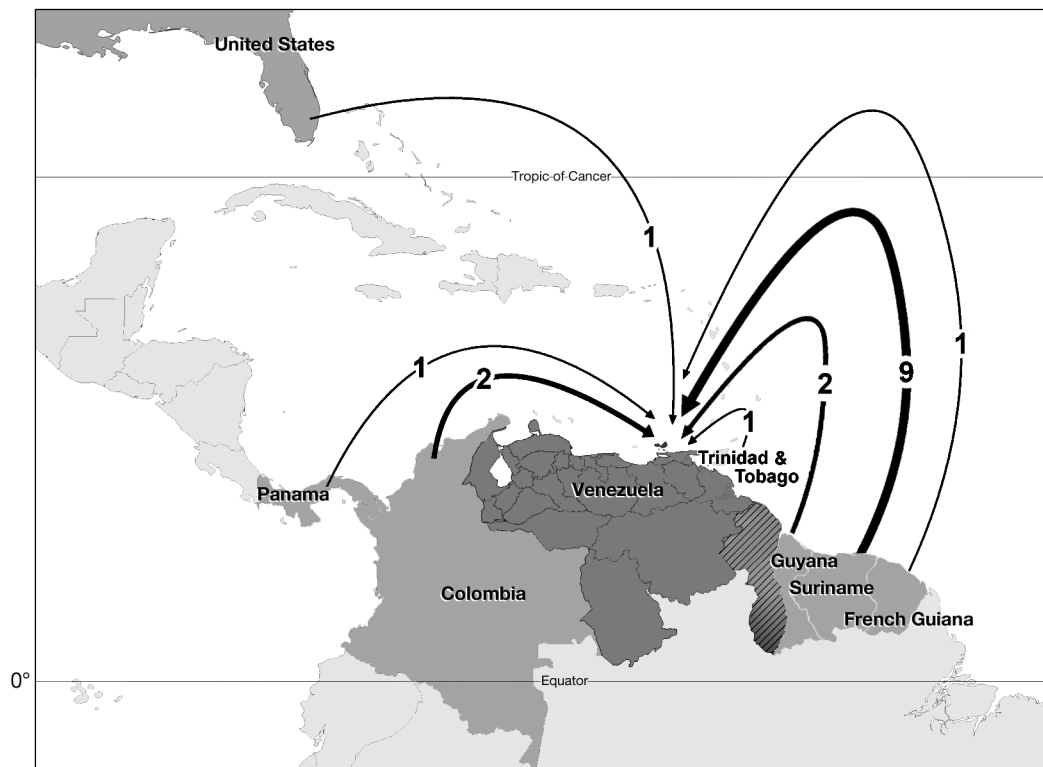 United States
Tropic of Cancer
1
1
1
2
2
9
1
1
Trinidad &
Tobago
Panama
Venezuela
Guyana
Suriname
Colombia
French Guiana
0°
Equator